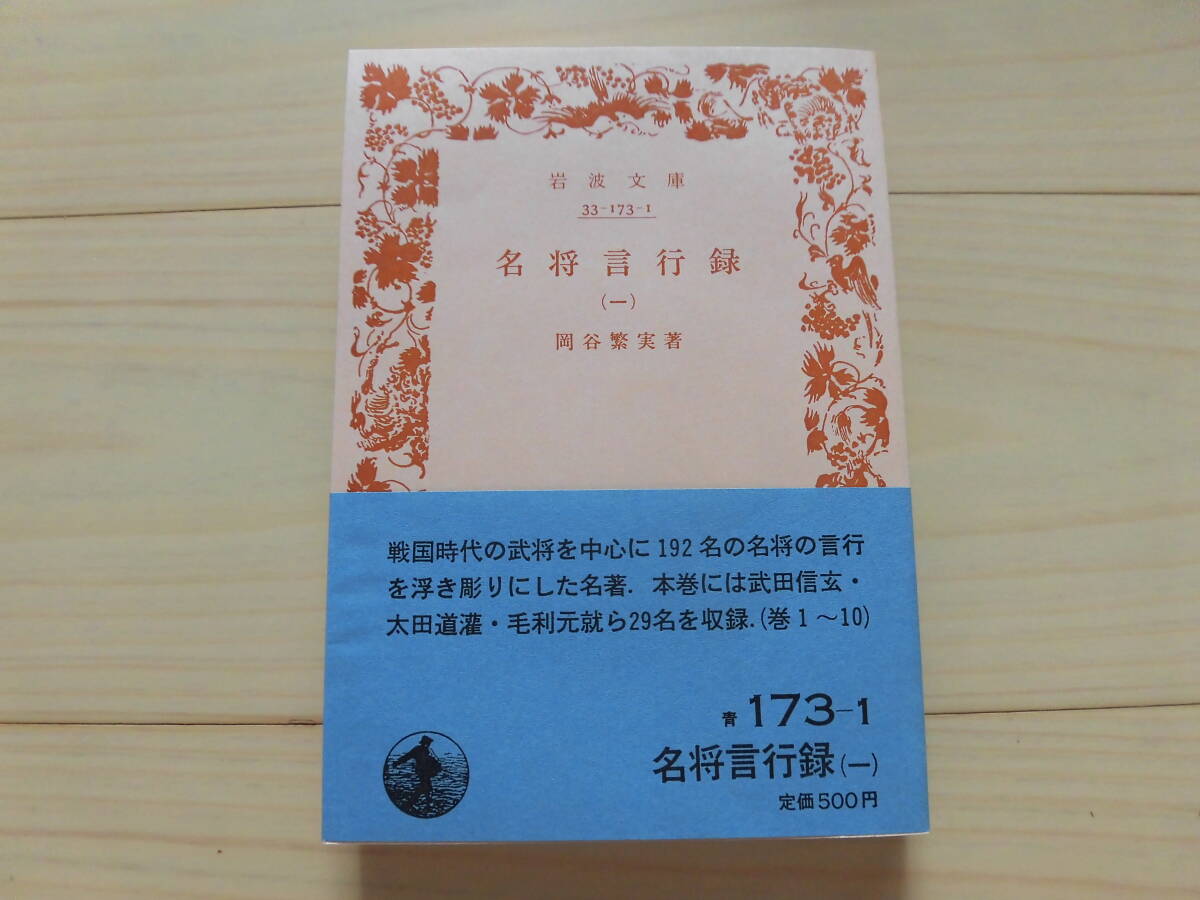 岩波文庫
33-173-1
名将言行録
(一)
岡谷繁実著
戦国時代の武将を中心に192名の名将の言行
を浮き彫りにした名著. 本巻には武田信玄・
太田道灌・毛利元就ら29名を収録.(巻1〜10)
青 173-1
名将言行録(一)
定価500円